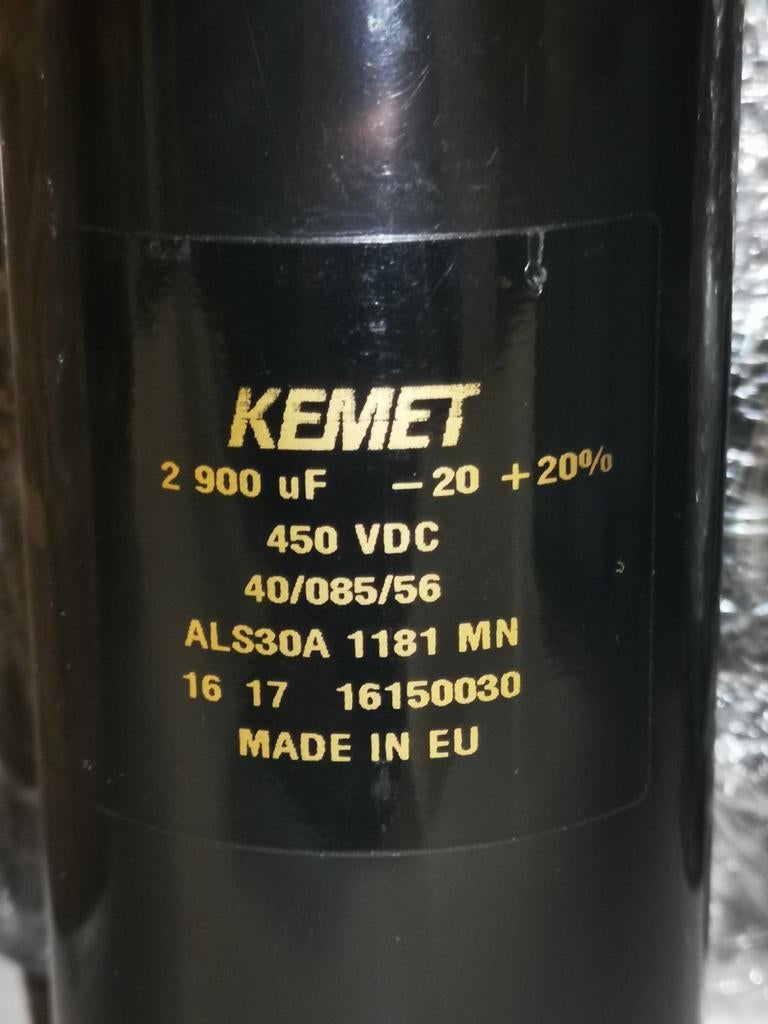 KEMET
2 900 uF −20 +20%
450 VDC
40/085/56
ALS30A 1181 MN
16 17 16150030
MADE IN EU